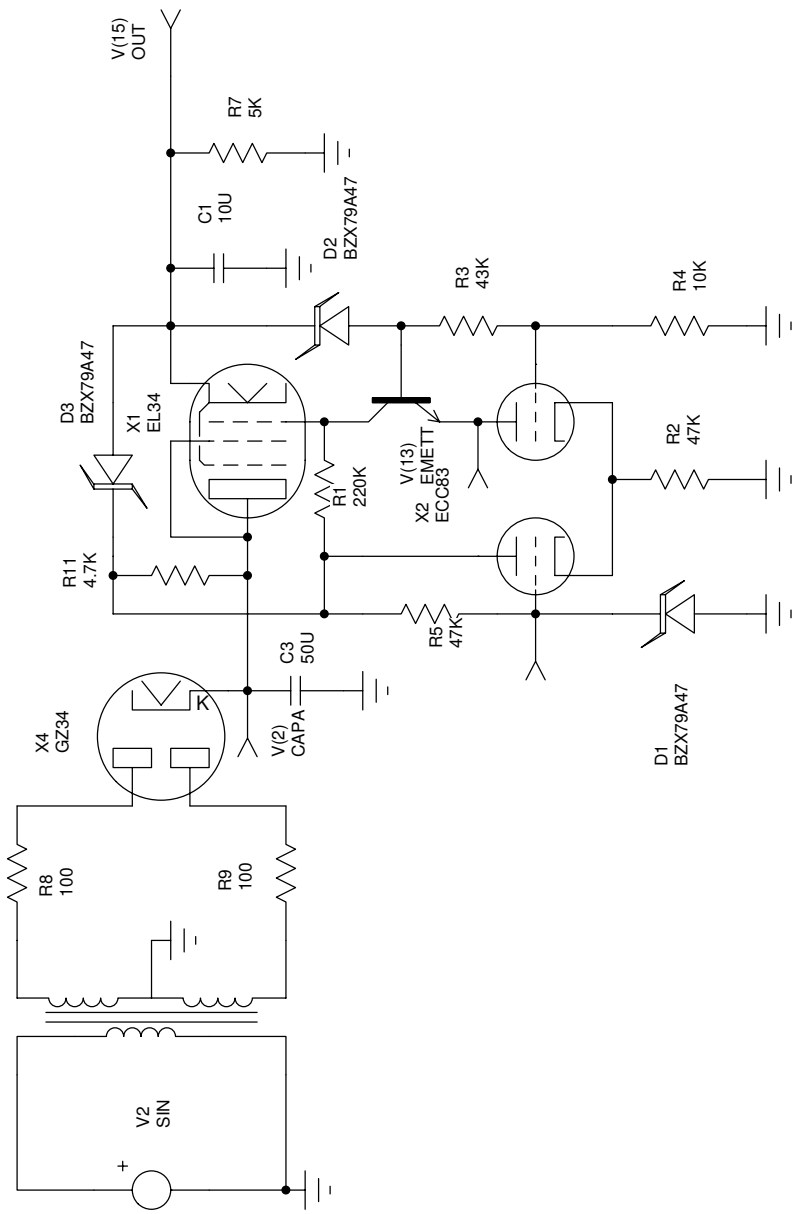 V2
SIN
+
R8
100
R9
100
X4
GZ34
K
V(2)
CAPA
C3
50U
R11
4.7K
D3
BZX79A47
X1
EL34
R1
220K
R5
47K
D1
BZX79A47
X2
ECC83
V(13)
EMETT
R2
47K
D2
BZX79A47
R3
43K
R4
10K
C1
10U
R7
5K
V(15)
OUT